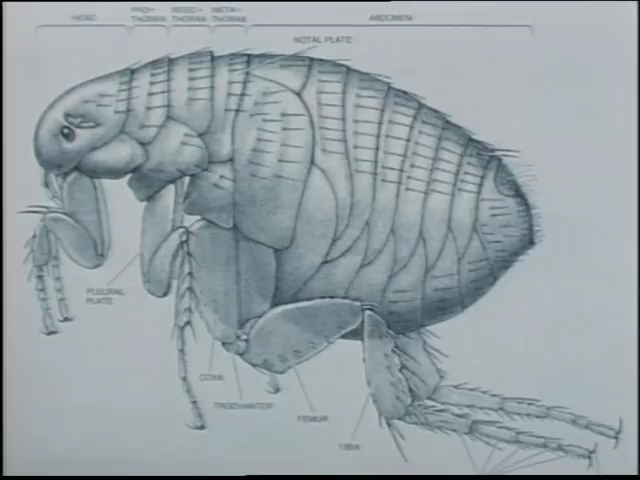 HEAD
PRO-
THORAX
MESO-
THORAX
META-
THORAX
ABDOMEN
NOTAL PLATE
PLEURAL
PLATE
COXA
TROCHANTER
FEMUR
TIBIA